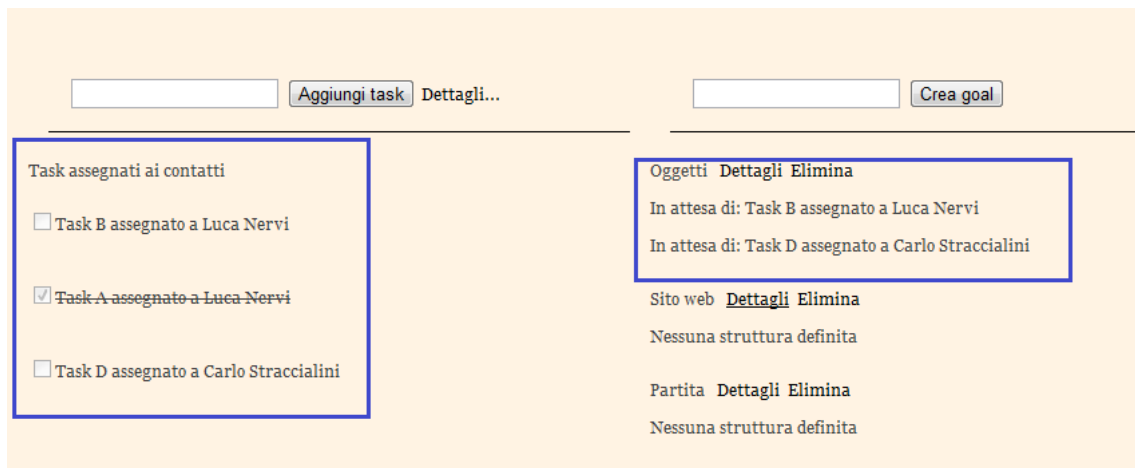 Aggiungi task Dettagli...
Crea goal
Task assegnati ai contatti
Task B assegnato a Luca Nervi
Task A assegnato a Luca Nervi
Task D assegnato a Carlo Straccialini
Oggetti Dettagli Elimina
In attesa di: Task B assegnato a Luca Nervi
In attesa di: Task D assegnato a Carlo Straccialini
Sito web Dettagli Elimina
Nessuna struttura definita
Partita Dettagli Elimina
Nessuna struttura definita